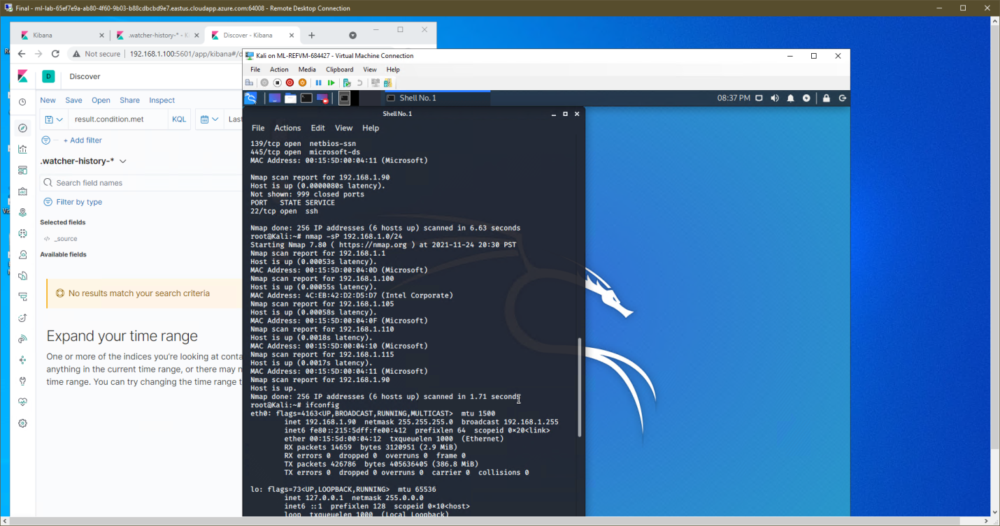 Final - ml-lab-65ef7e9a-ab80-4f60-9b03-b88cdbcbd9e7.eastus.cloudapp.azure.com:64008 - Remote Desktop Connection
Kibana
.watcher-history-* - Ki
Discover - Kibana
Not secure
192.168.1.100:5601/app/kibana#/d
D
Discover
New
Save
Open
Share
Inspect
result.condition.met
KQL
Last
+ Add filter
.watcher-history-*
Search field names
Filter by type
Selected fields
_source
Available fields
No results match your search criteria
Expand your time range
One or more of the indices you're looking at conta
anything in the current time range, or there may n
time range. You can try changing the time range t
Kali on ML-REFVM-684427 - Virtual Machine Connection
File Action Media Clipboard View Help
Shell No. 1
08:37 PM
Shell No. 1
File Actions Edit View Help
139/tcp open netbios-ssn
445/tcp open microsoft-ds
MAC Address: 00:15:5D:00:04:11 (Microsoft)
Nmap scan report for 192.168.1.90
Host is up (0.0000080s latency).
Not shown: 999 closed ports
PORT STATE SERVICE
22/tcp open ssh
Nmap done: 256 IP addresses (6 hosts up) scanned in 6.63 seconds
root@Kali:~# nmap -sP 192.168.1.0/24
Starting Nmap 7.80 ( https://nmap.org ) at 2021-11-24 20:30 PST
Nmap scan report for 192.168.1.1
Host is up (0.00053s latency).
MAC Address: 00:15:5D:00:04:0D (Microsoft)
Nmap scan report for 192.168.1.100
Host is up (0.00055s latency).
MAC Address: 4C:EB:42:D2:D5:D7 (Intel Corporate)
Nmap scan report for 192.168.1.105
Host is up (0.00058s latency).
MAC Address: 00:15:5D:00:04:0F (Microsoft)
Nmap scan report for 192.168.1.110
Host is up (0.0018s latency).
MAC Address: 00:15:5D:00:04:10 (Microsoft)
Nmap scan report for 192.168.1.115
Host is up (0.0017s latency).
MAC Address: 00:15:5D:00:04:11 (Microsoft)
Nmap scan report for 192.168.1.90
Host is up.
Nmap done: 256 IP addresses (6 hosts up) scanned in 1.71 seconds
root@Kali:~# ifconfig
eth0: flags=4163<UP,BROADCAST,RUNNING,MULTICAST> mtu 1500
inet 192.168.1.90 netmask 255.255.255.0 broadcast 192.168.1.255
inet6 fe80::215:5dff:fe00:412 prefixlen 64 scopeid 0×20<link>
ether 00:15:5d:00:04:12 txqueuelen 1000 (Ethernet)
RX packets 14659 bytes 3120951 (2.9 MiB)
RX errors 0 dropped 0 overruns 0 frame 0
TX packets 426786 bytes 405636405 (386.8 MiB)
TX errors 0 dropped 0 overruns 0 carrier 0 collisions 0
lo: flags=73<UP,LOOPBACK,RUNNING> mtu 65536
inet 127.0.0.1 netmask 255.0.0.0
inet6 ::1 prefixlen 128 scopeid 0×10<host>
loop txqueuelen 1000 (Local Loopback)